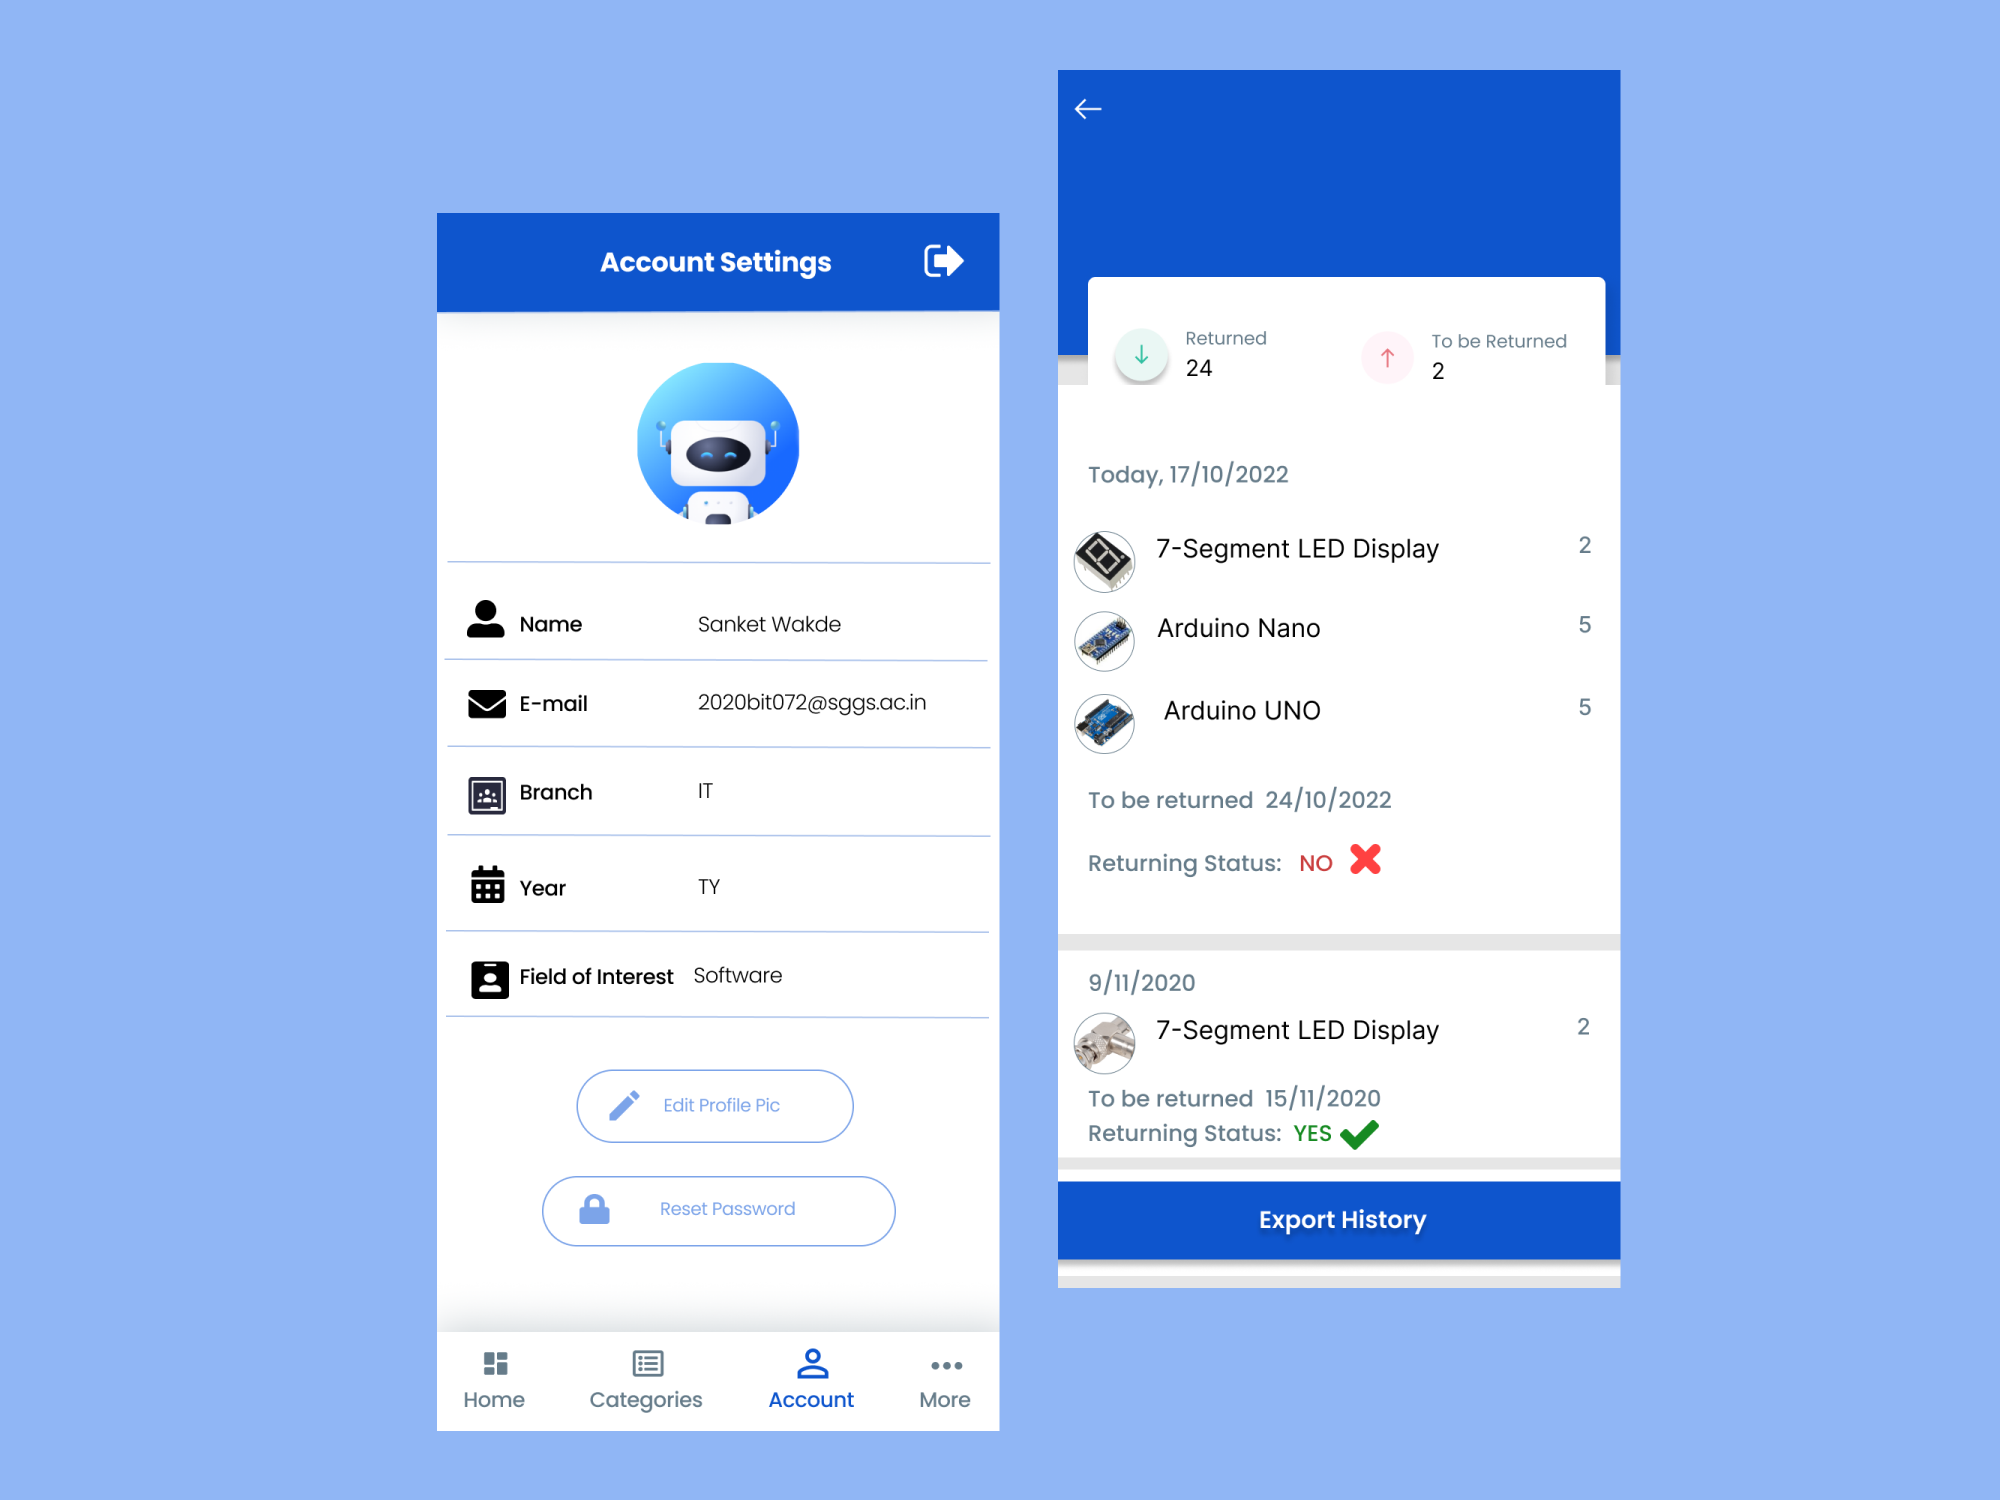 Account Settings
Name Sanket Wakde
E-mail 2020bit072@sggs.ac.in
Branch IT
Year TY
Field of Interest Software
Edit Profile Pic
Reset Password
Home Categories Account More
Returned To be Returned
24 2
Today, 17/10/2022
7-Segment LED Display 2
Arduino Nano 5
Arduino UNO 5
To be returned 24/10/2022
Returning Status: NO
9/11/2020
7-Segment LED Display 2
To be returned 15/11/2020
Returning Status: YES
Export History